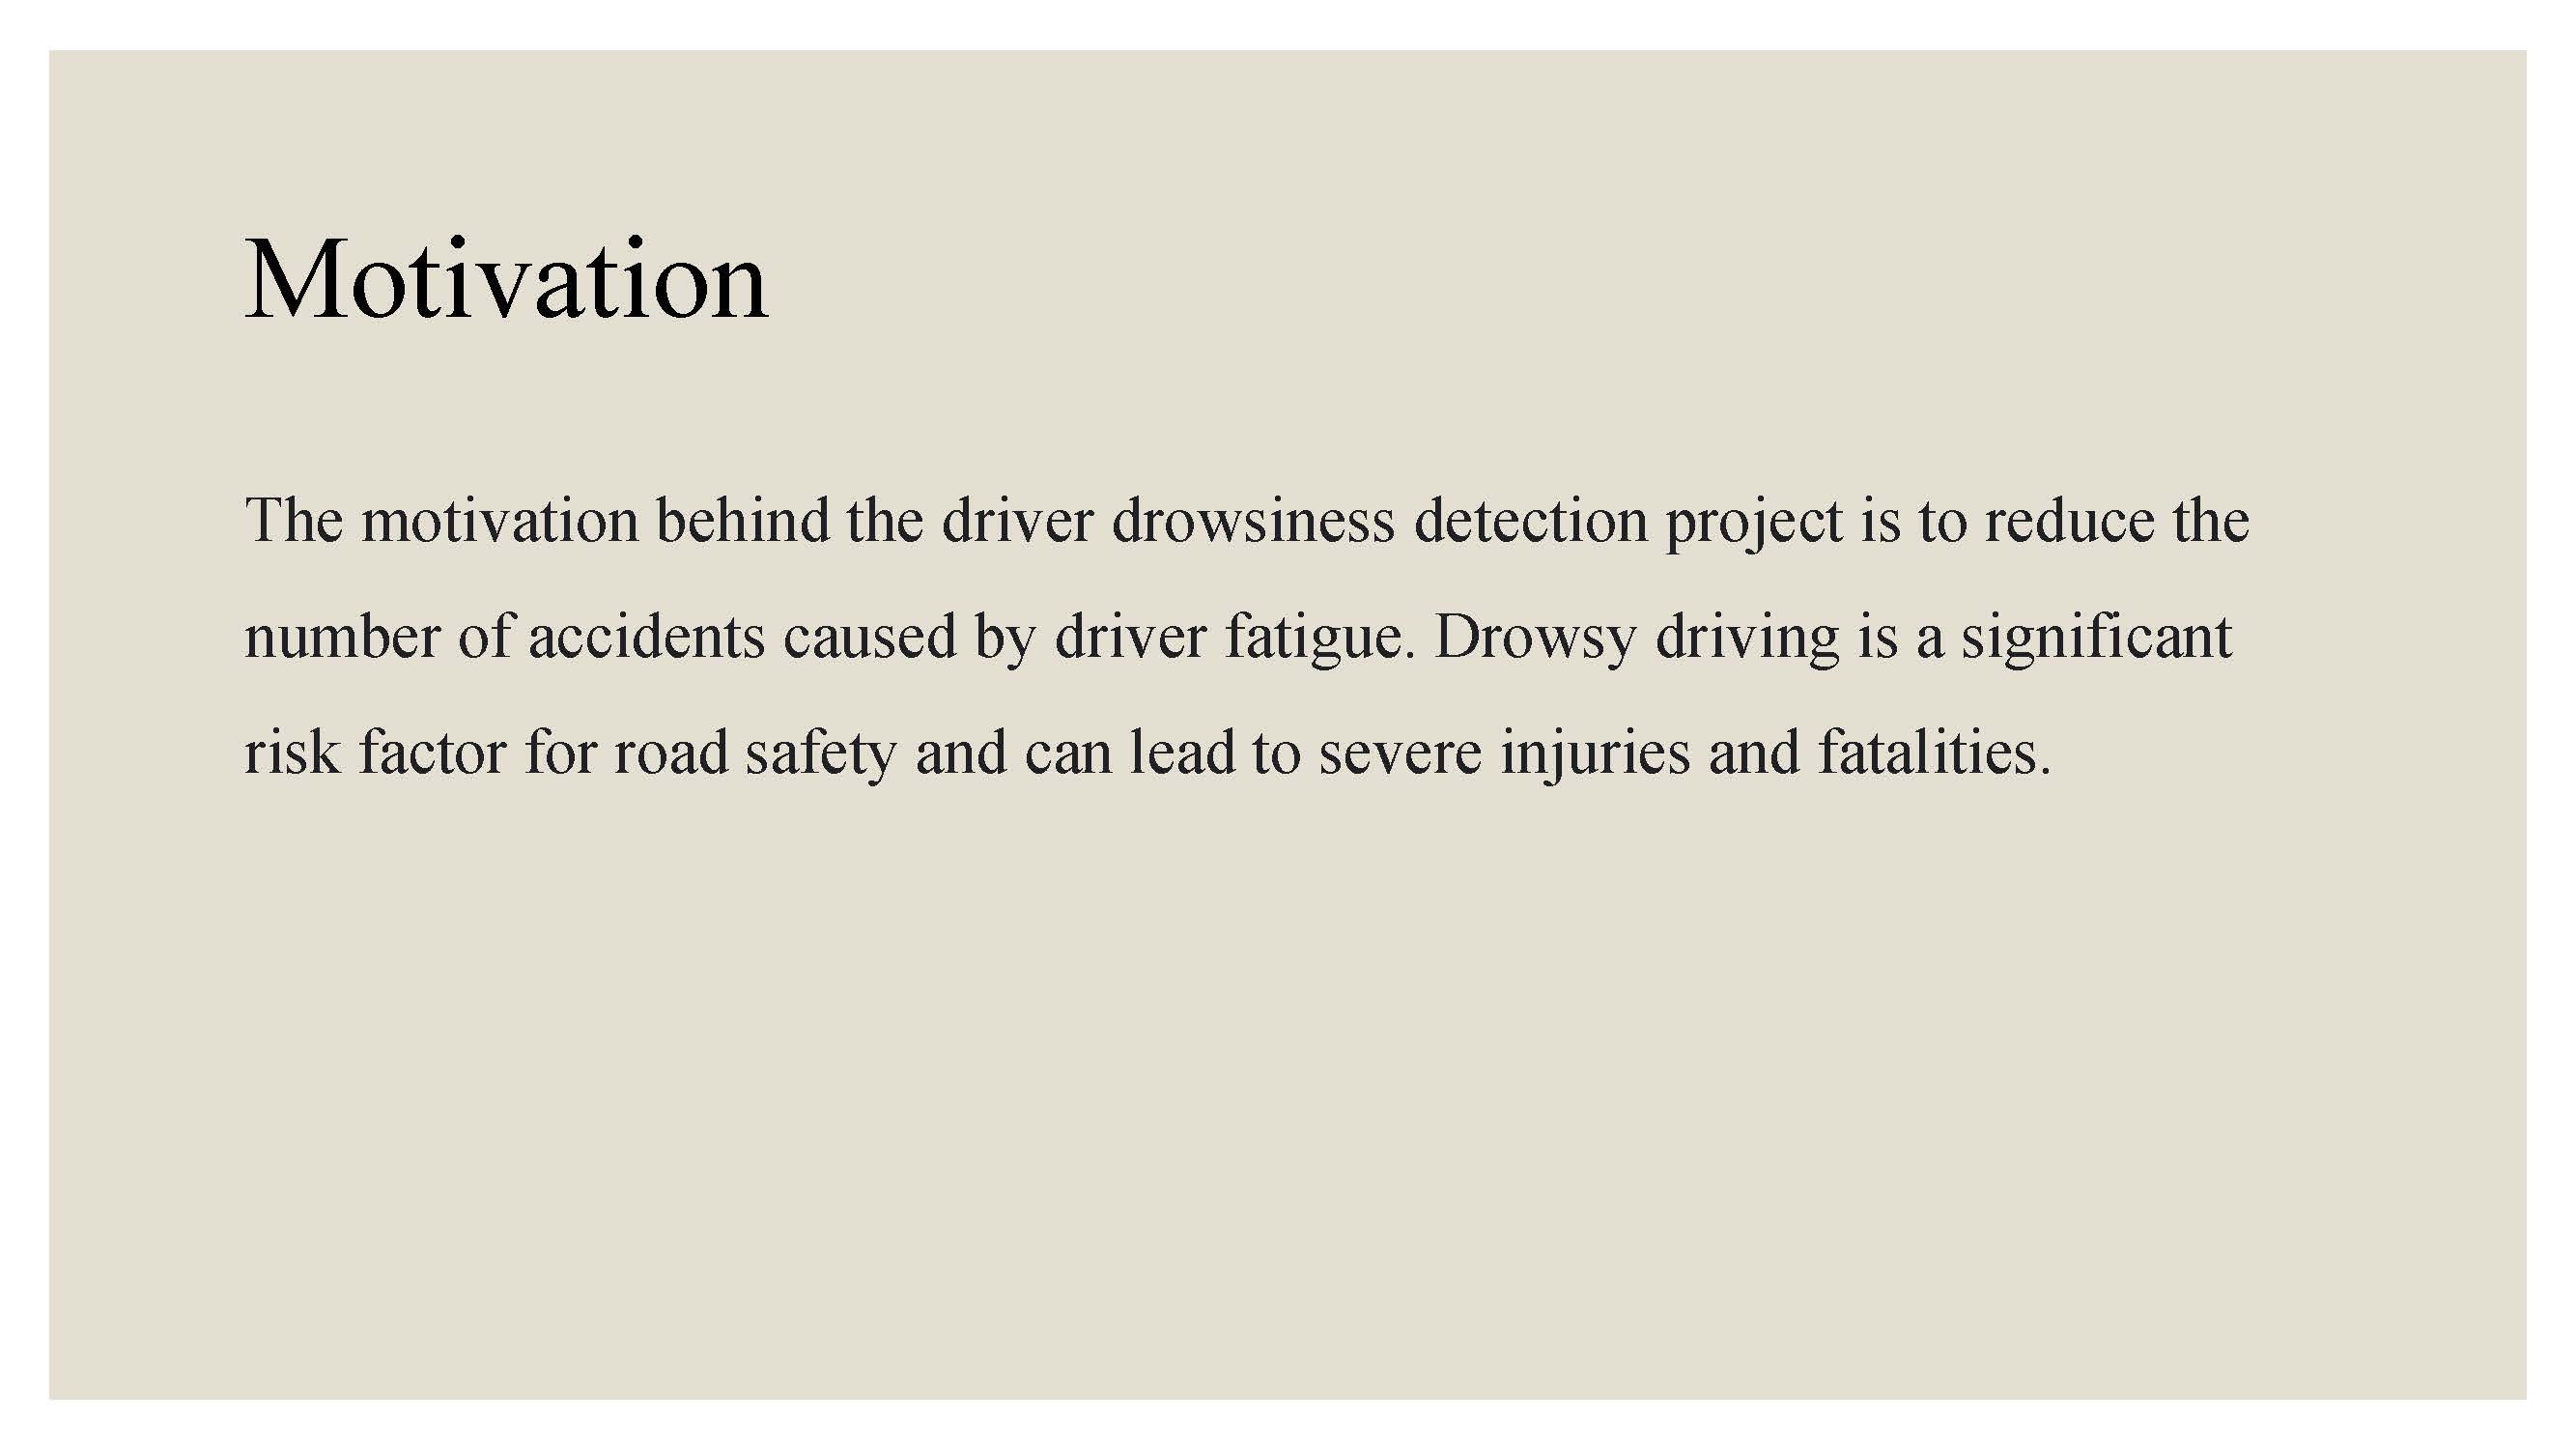 Motivation
The motivation behind the driver drowsiness detection project is to reduce the
number of accidents caused by driver fatigue. Drowsy driving is a significant
risk factor for road safety and can lead to severe injuries and fatalities.